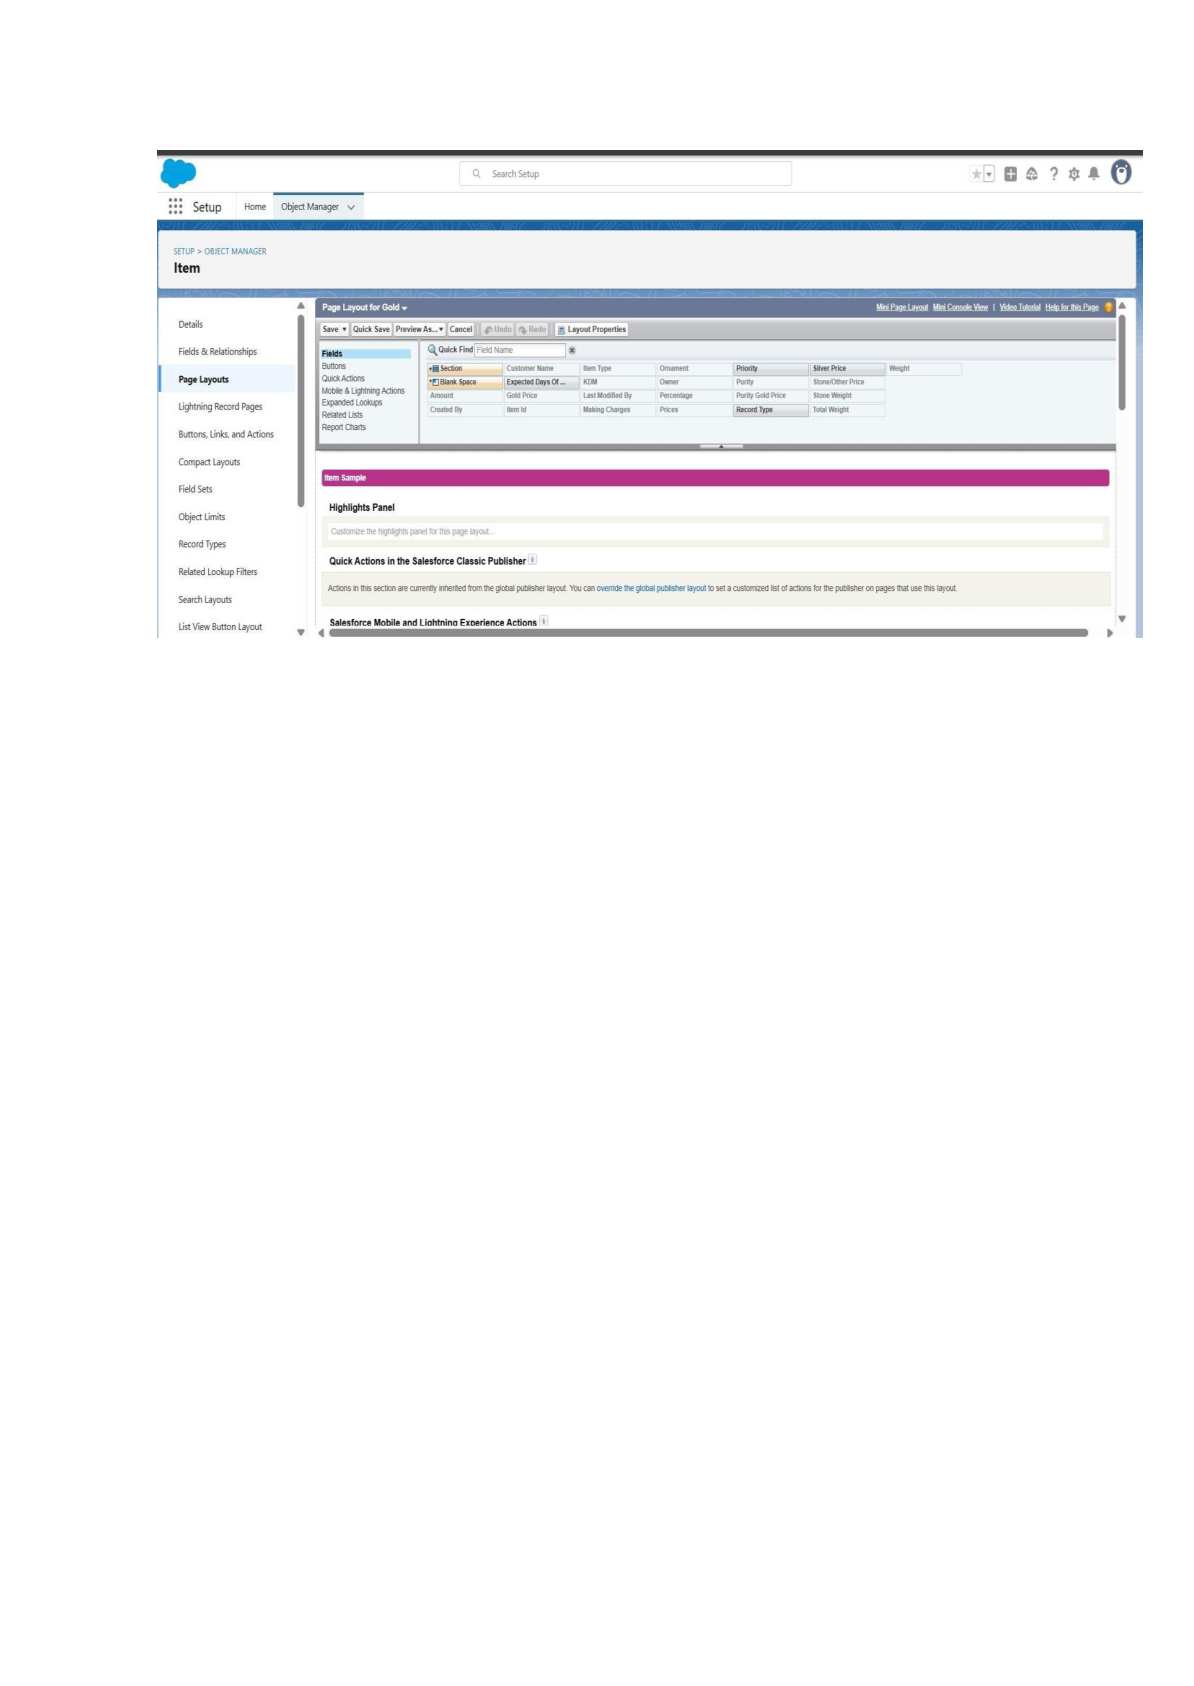 Search Setup
Setup Home Object Manager
SETUP > OBJECT MANAGER
Item
Details
Fields & Relationships
Page Layouts
Lightning Record Pages
Buttons, Links, and Actions
Compact Layouts
Field Sets
Object Limits
Record Types
Related Lookup Filters
Search Layouts
List View Button Layout
Page Layout for Gold
Mini Page Layout Mini Console View | Video Tutorial Help for this Page ?
Save Quick Save Preview As... Cancel Undo Redo Layout Properties
Fields
Buttons
Quick Actions
Mobile & Lightning Actions
Expanded Lookups
Related Lists
Report Charts
Quick Find Field Name
Section Customer Name Item Type Ornament Priority Silver Price Weight
Blank Space Expected Days Of ... KDM Owner Purity Stone/Other Price
Amount Gold Price Last Modified By Percentage Purity Gold Price Stone Weight
Created By Item Id Making Charges Prices Record Type Total Weight
Item Sample
Highlights Panel
Customize the highlights panel for this page layout...
Quick Actions in the Salesforce Classic Publisher i
Actions in this section are currently inherited from the global publisher layout. You can override the global publisher layout to set a customized list of actions for the publisher on pages that use this layout.
Salesforce Mobile and Lightning Experience Actions i